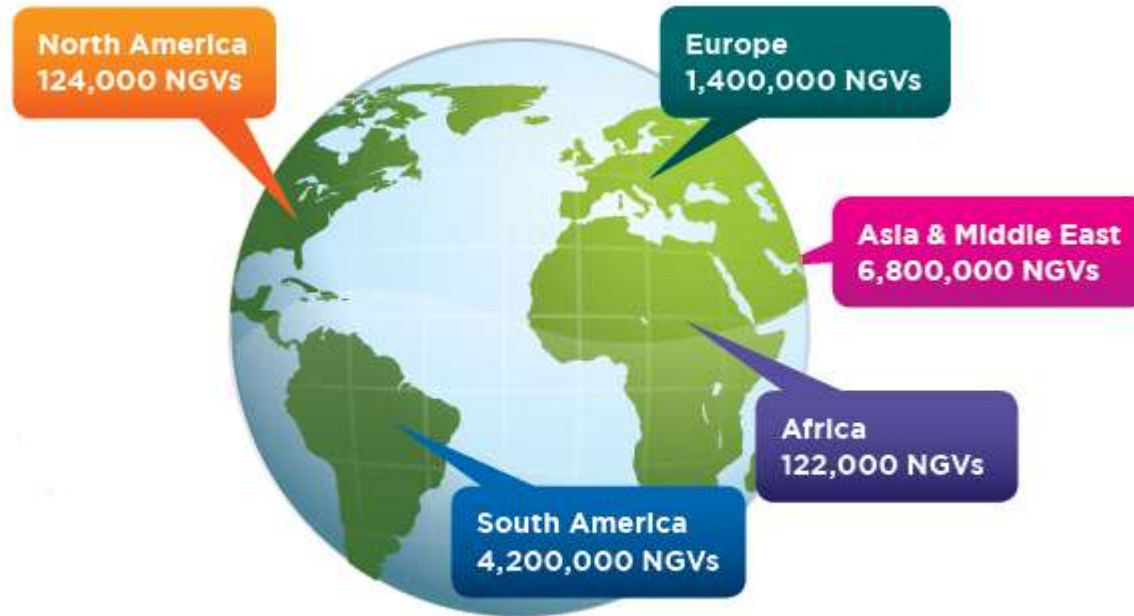 North America
124,000 NGVs
Europe
1,400,000 NGVs
Asia & Middle East
6,800,000 NGVs
Africa
122,000 NGVs
South America
4,200,000 NGVs